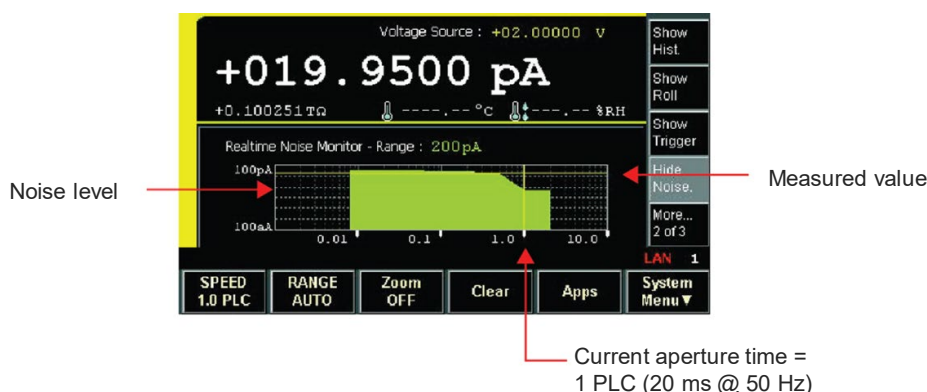 Voltage Source : +02.00000 V
+019.9500 pA
+0.100251TΩ ----.--°C ---.-- %RH
Realtime Noise Monitor - Range : 200pA
100pA
100aA
0.01 0.1 1.0 10.0
Show
Hist.
Show
Roll
Show
Trigger
Hide
Noise.
More...
2 of 3
LAN 1
SPEED
1.0 PLC
RANGE
AUTO
Zoom
OFF
Clear
Apps
System
Menu▼
Noise level
Measured value
Current aperture time =
1 PLC (20 ms @ 50 Hz)